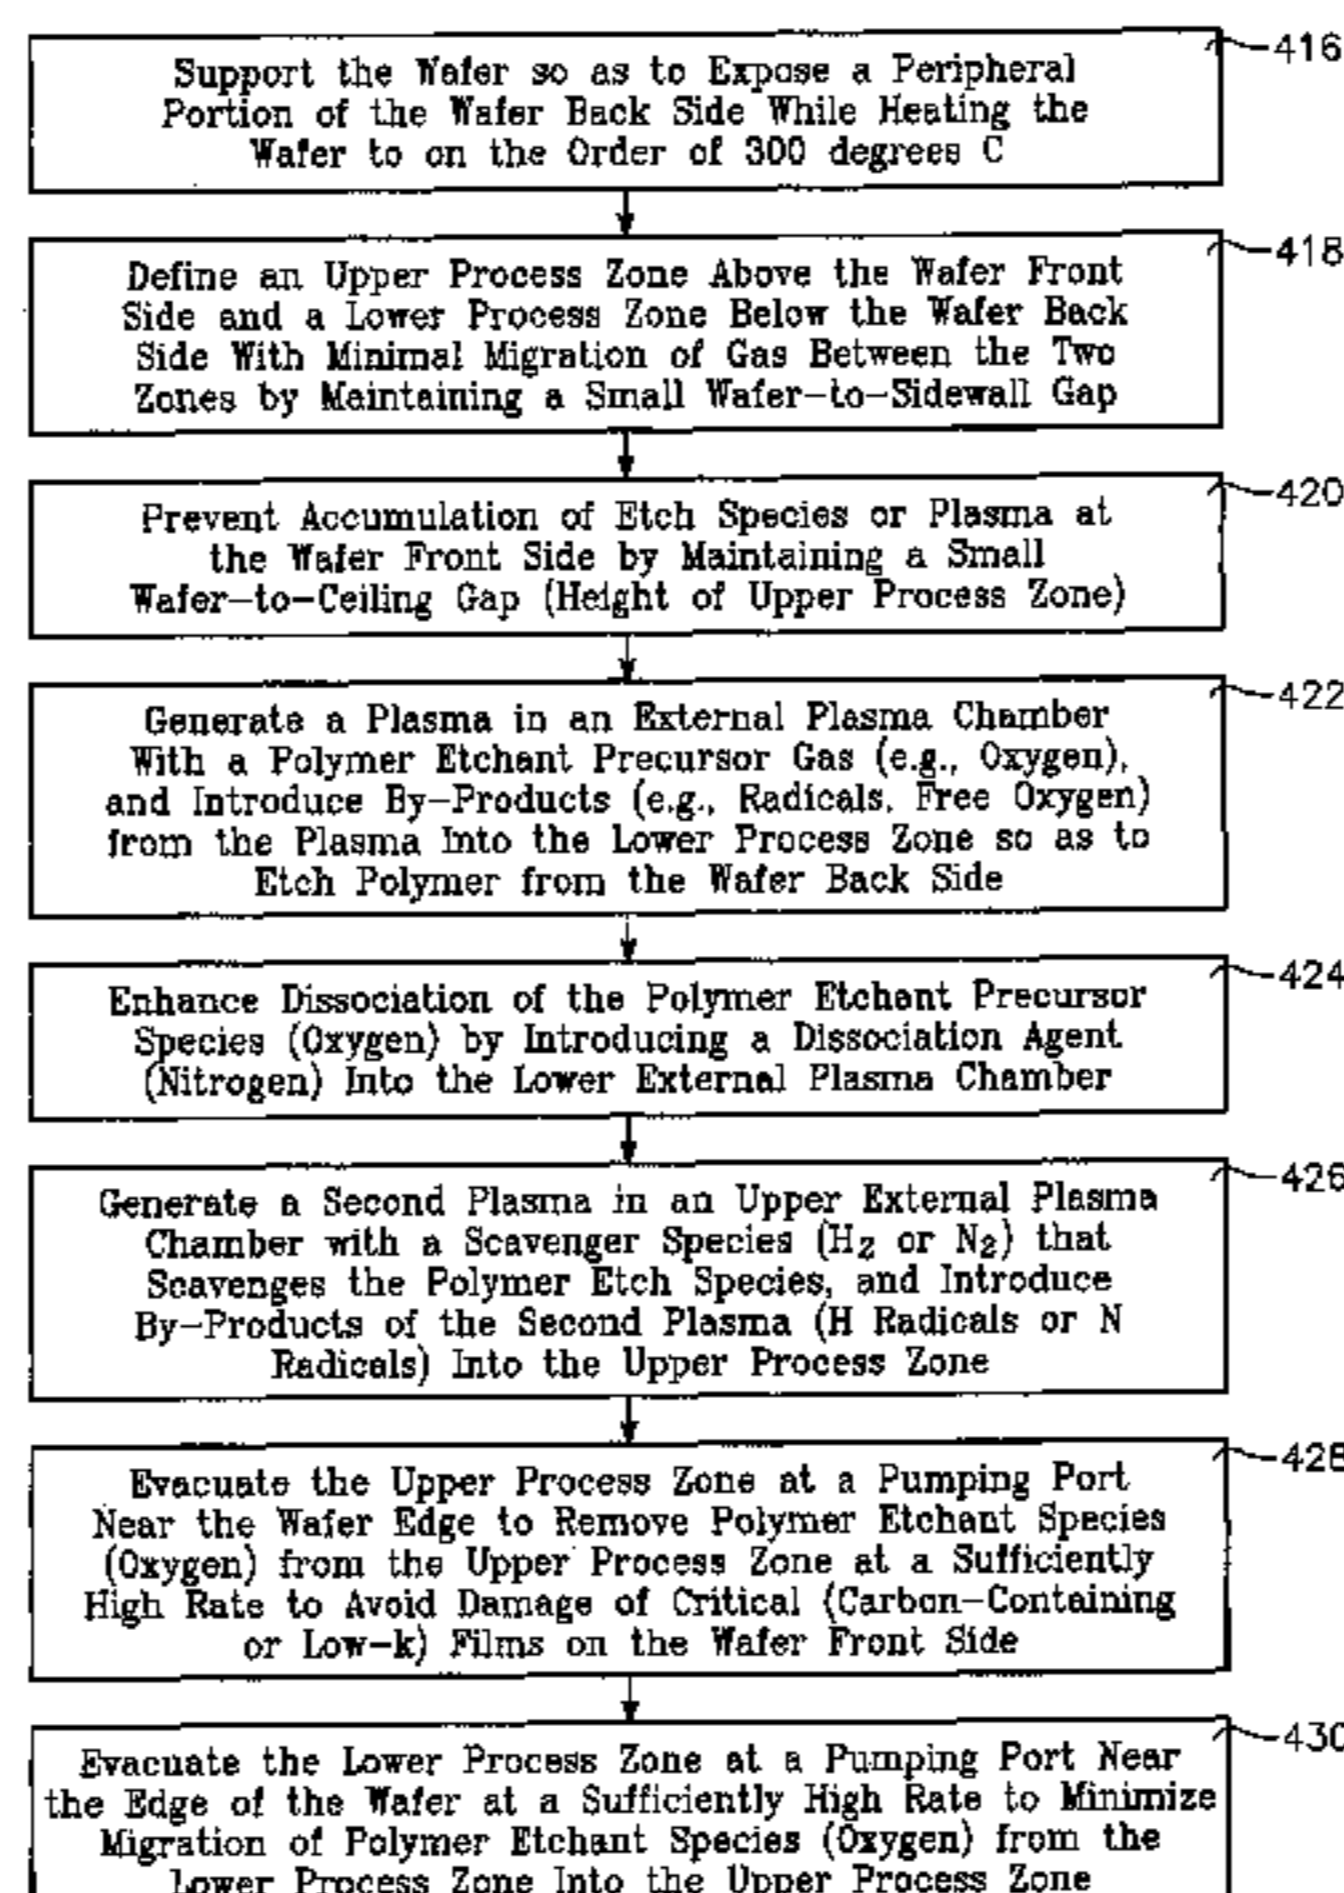 416
Support the Wafer so as to Expose a Peripheral
Portion of the Wafer Back Side While Heating the
Wafer to on the Order of 300 degrees C
418
Define an Upper Process Zone Above the Wafer Front
Side and a Lower Process Zone Below the Wafer Back
Side With Minimal Migration of Gas Between the Two
Zones by Maintaining a Small Wafer-to-Sidewall Gap
420
Prevent Accumulation of Etch Species or Plasma at
the Wafer Front Side by Maintaining a Small
Wafer-to-Ceiling Gap (Height of Upper Process Zone)
422
Generate a Plasma in an External Plasma Chamber
With a Polymer Etchant Precursor Gas (e.g., Oxygen),
and Introduce By-Products (e.g., Radicals, Free Oxygen)
from the Plasma Into the Lower Process Zone so as to
Etch Polymer from the Wafer Back Side
424
Enhance Dissociation of the Polymer Etchant Precursor
Species (Oxygen) by Introducing a Dissociation Agent
(Nitrogen) Into the Lower External Plasma Chamber
426
Generate a Second Plasma in an Upper External Plasma
Chamber with a Scavenger Species (H₂ or N₂) that
Scavenges the Polymer Etch Species, and Introduce
By-Products of the Second Plasma (H Radicals or N
Radicals) Into the Upper Process Zone
428
Evacuate the Upper Process Zone at a Pumping Port
Near the Wafer Edge to Remove Polymer Etchant Species
(Oxygen) from the Upper Process Zone at a Sufficiently
High Rate to Avoid Damage of Critical (Carbon-Containing
or Low-k) Films on the Wafer Front Side
430
Evacuate the Lower Process Zone at a Pumping Port Near
the Edge of the Wafer at a Sufficiently High Rate to Minimize
Migration of Polymer Etchant Species (Oxygen) from the
Lower Process Zone Into the Upper Process Zone